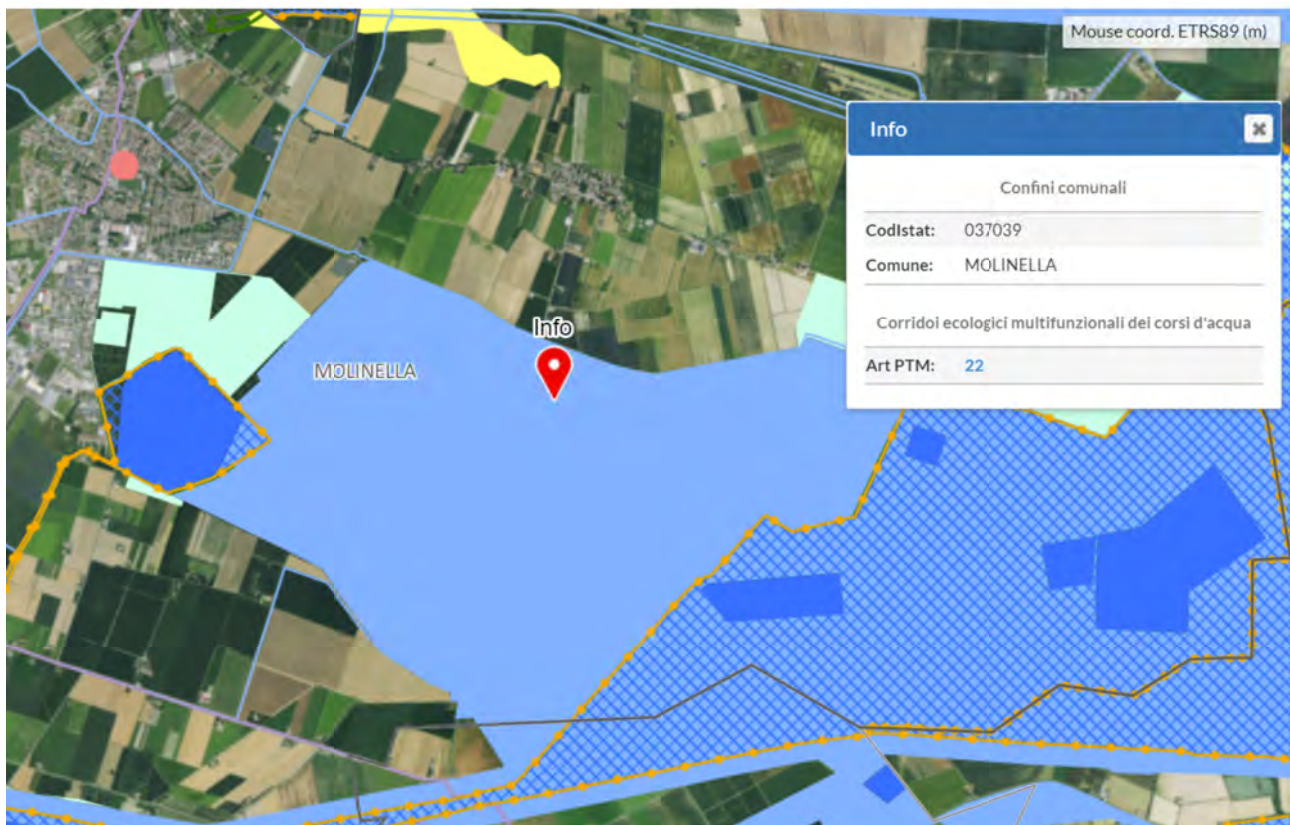 Mouse coord. ETRS89 (m)
Info
Confini comunali
CodIstat: 037039
Comune: MOLINELLA
Corridoi ecologici multifunzionali dei corsi d'acqua
Art PTM: 22
Info
MOLINELLA